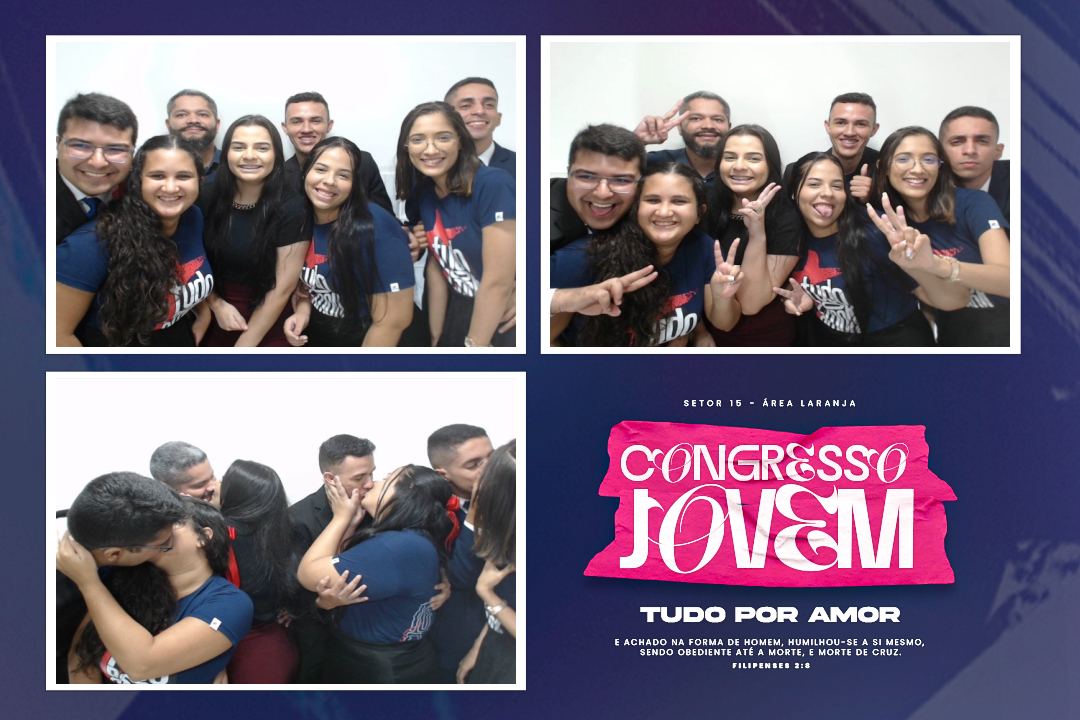 tudo
tudo
tudo
SETOR 15 - ÁREA LARANJA
CONGRESSO
JOVEM
TUDO POR AMOR
E ACHADO NA FORMA DE HOMEM, HUMILHOU-SE A SI MESMO,
SENDO OBEDIENTE ATÉ A MORTE, E MORTE DE CRUZ.
FILIPENSES 2:8